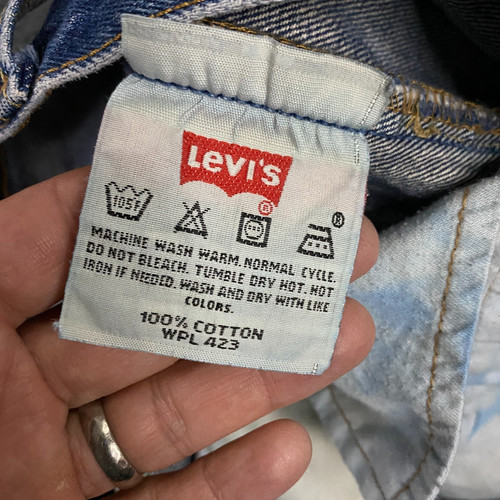 Levi's
®
105F
®
MACHINE WASH WARM. NORMAL CYCLE.
DO NOT BLEACH. TUMBLE DRY HOT. HOT
IRON IF NEEDED. WASH AND DRY WITH LIKE
COLORS.
100% COTTON
WPL 423